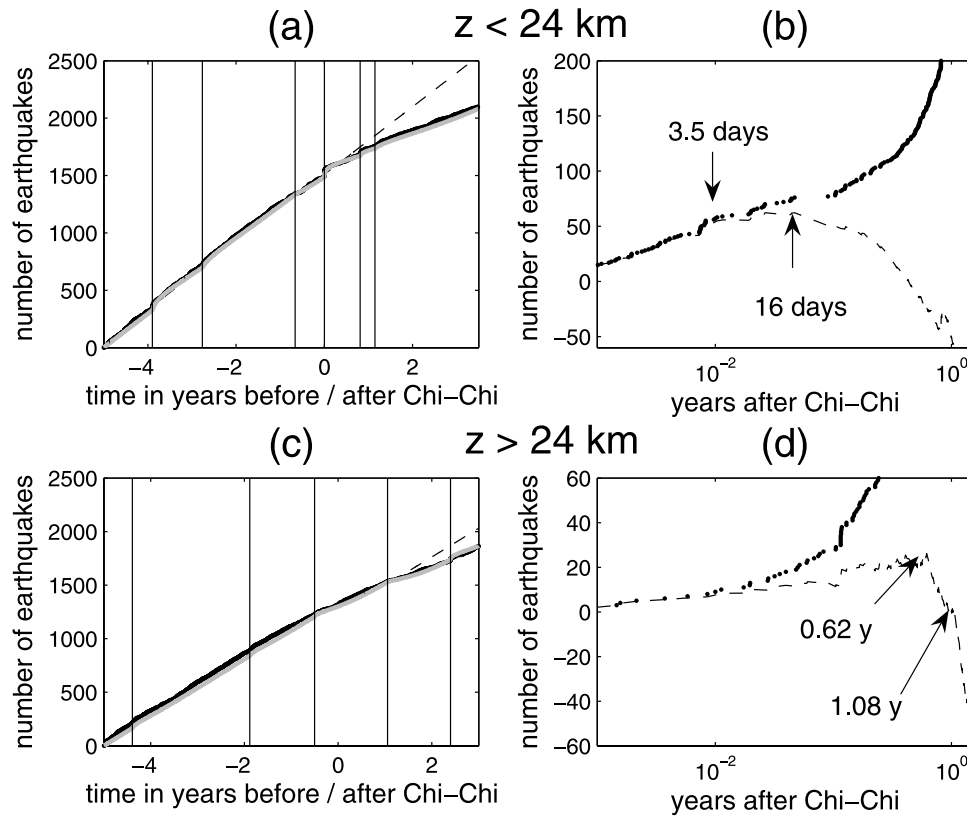 (a) z < 24 km (b)
2500
2000
1500
1000
500
0
number of earthquakes
−4 −2 0 2
time in years before / after Chi−Chi
200
150
100
50
0
−50
number of earthquakes
3.5 days
16 days
10^−2 10^0
years after Chi−Chi
(c) z > 24 km (d)
2500
2000
1500
1000
500
0
number of earthquakes
−4 −2 0 2
time in years before / after Chi−Chi
60
40
20
0
−20
−40
−60
number of earthquakes
0.62 y
1.08 y
10^−2 10^0
years after Chi−Chi